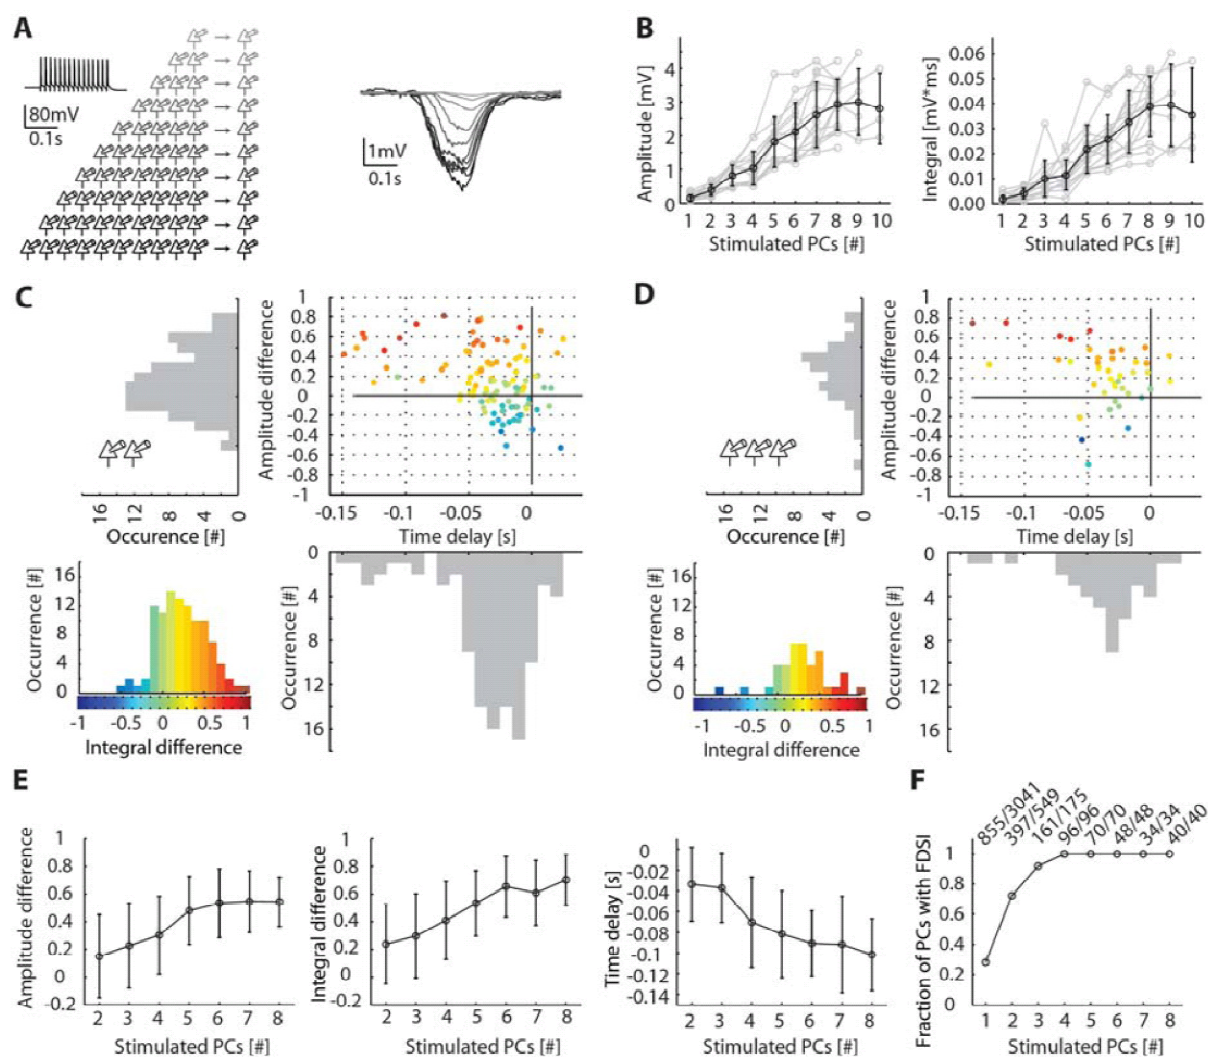 A
80mV
0.1s
1mV
0.1s
B
Amplitude [mV]
4
3
2
1
0
1 2 3 4 5 6 7 8 9 10
Stimulated PCs [#]
Integral [mV*ms]
0.06
0.05
0.04
0.03
0.02
0.01
0.00
1 2 3 4 5 6 7 8 9 10
Stimulated PCs [#]
C
16 12 8 4 0
Occurence [#]
Amplitude difference
1
0.8
0.6
0.4
0.2
0
-0.2
-0.4
-0.6
-0.8
-1
-0.15 -0.1 -0.05 0
Time delay [s]
Occurrence [#]
16
12
8
4
0
-1 -0.5 0 0.5 1
Integral difference
Occurrence [#]
0
4
8
12
16
D
16 12 8 4 0
Occurence [#]
Amplitude difference
1
0.8
0.6
0.4
0.2
0
-0.2
-0.4
-0.6
-0.8
-1
-0.15 -0.1 -0.05 0
Time delay [s]
Occurrence [#]
16
12
8
4
0
-1 -0.5 0 0.5 1
Integral difference
Occurrence [#]
0
4
8
12
16
E
Amplitude difference
1
0.8
0.6
0.4
0.2
0
-0.2
2 3 4 5 6 7 8
Stimulated PCs [#]
Integral difference
1
0.8
0.6
0.4
0.2
0
-0.2
2 3 4 5 6 7 8
Stimulated PCs [#]
Time delay [s]
0
-0.02
-0.04
-0.06
-0.08
-0.1
-0.12
-0.14
2 3 4 5 6 7 8
Stimulated PCs [#]
F
855/3041
397/549
161/175
96/96
70/70
48/48
34/34
40/40
Fraction of PCs with FDSI
1
0.8
0.6
0.4
0.2
0
1 2 3 4 5 6 7 8
Stimulated PCs [#]